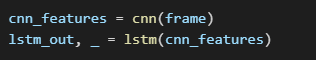 cnn_features = cnn(frame)
lstm_out, _ = lstm(cnn_features)